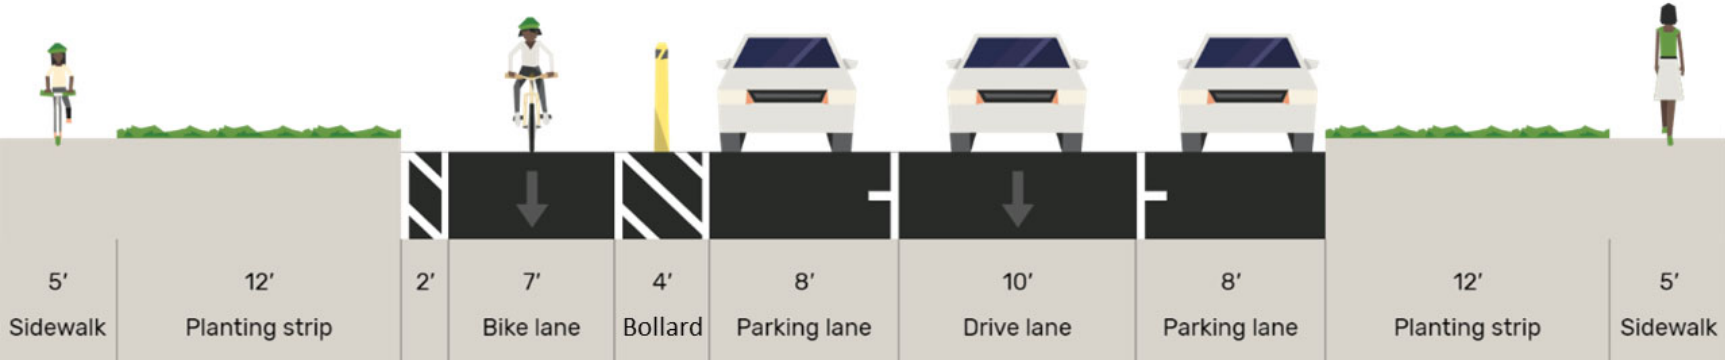 5′ 12′ 2′ 7′ 4′ 8′ 10′ 8′ 12′ 5′
Sidewalk Planting strip Bike lane Bollard Parking lane Drive lane Parking lane Planting strip Sidewalk